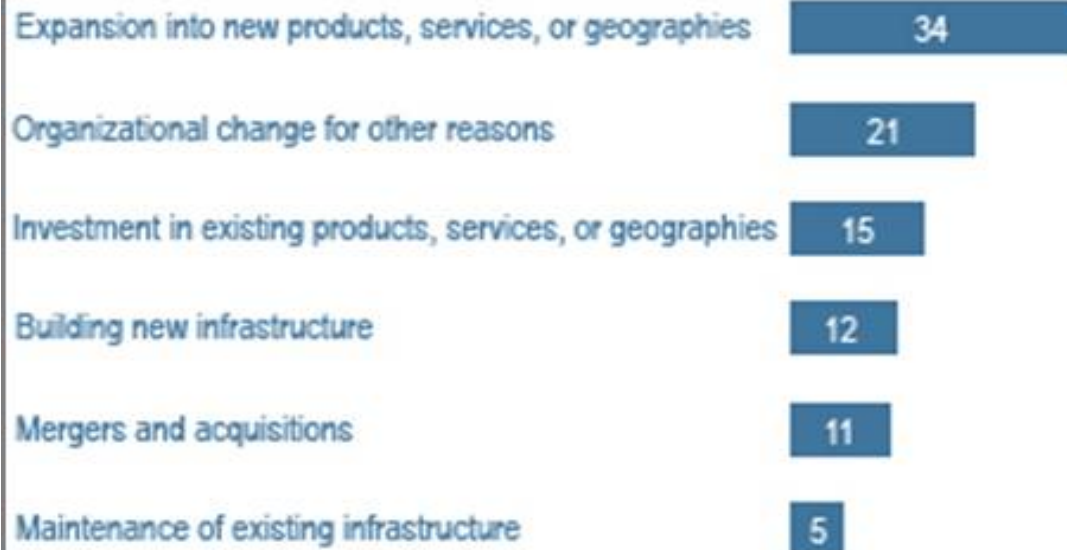 Expansion into new products, services, or geographies 34
Organizational change for other reasons 21
Investment in existing products, services, or geographies 15
Building new infrastructure 12
Mergers and acquisitions 11
Maintenance of existing infrastructure 5